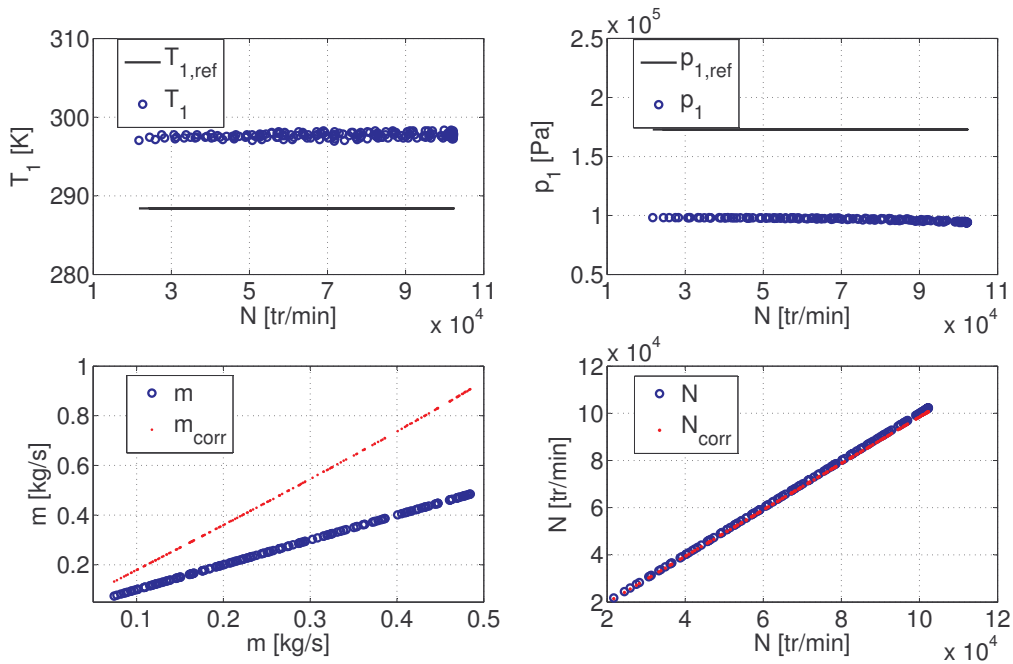 310
300
290
280
T1 [K]
T1,ref
T1
1 3 5 7 9 11
N [tr/min]
x 10^4
x 10^5
2.5
2
1.5
1
0.5
p1 [Pa]
p1,ref
p1
1 3 5 7 9 11
N [tr/min]
x 10^4
1
0.8
0.6
0.4
0.2
m [kg/s]
m
mcorr
0.1 0.2 0.3 0.4 0.5
m [kg/s]
x 10^4
12
10
8
6
4
2
N [tr/min]
N
Ncorr
2 4 6 8 10 12
N [tr/min]
x 10^4